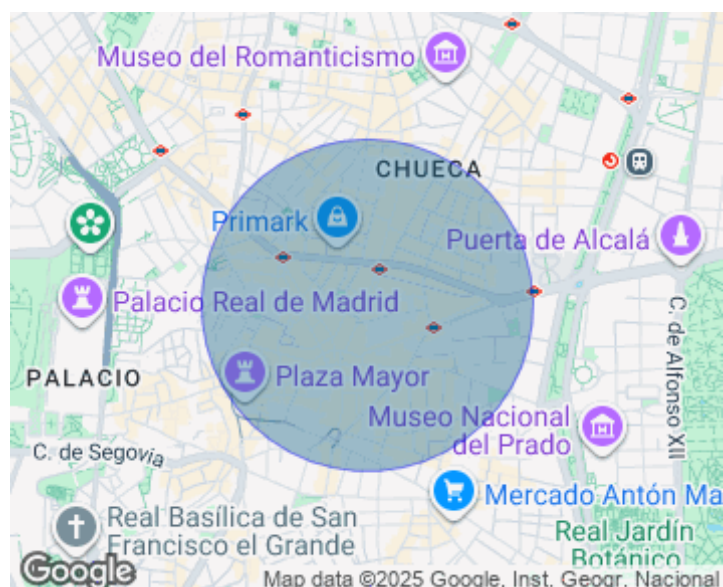 Museo del Romanticismo
CHUECA
Primark
Puerta de Alcalá
Palacio Real de Madrid
PALACIO
Plaza Mayor
C. de Alfonso XII
Museo Nacional
del Prado
C. de Segovia
Mercado Antón Ma
Real Basílica de San
Francisco el Grande
Real Jardín
Botánico
Google
Map data ©2025 Google, Inst. Geogr. Nacional